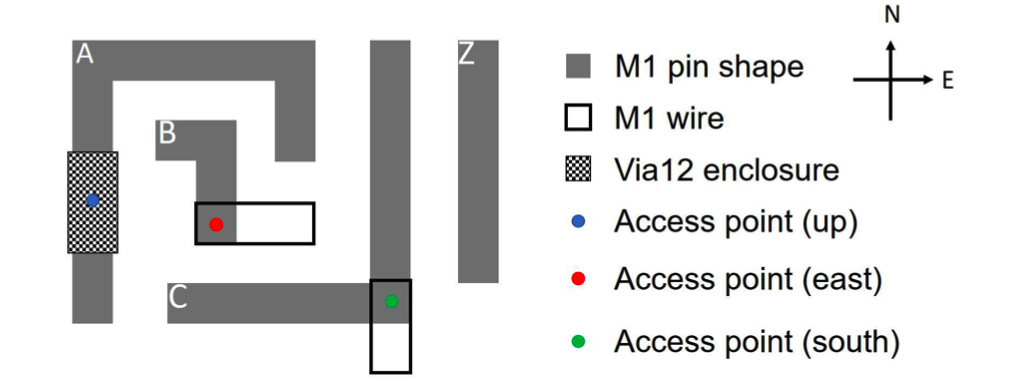 A
B
C
Z
M1 pin shape
M1 wire
Via12 enclosure
Access point (up)
Access point (east)
Access point (south)
N
E